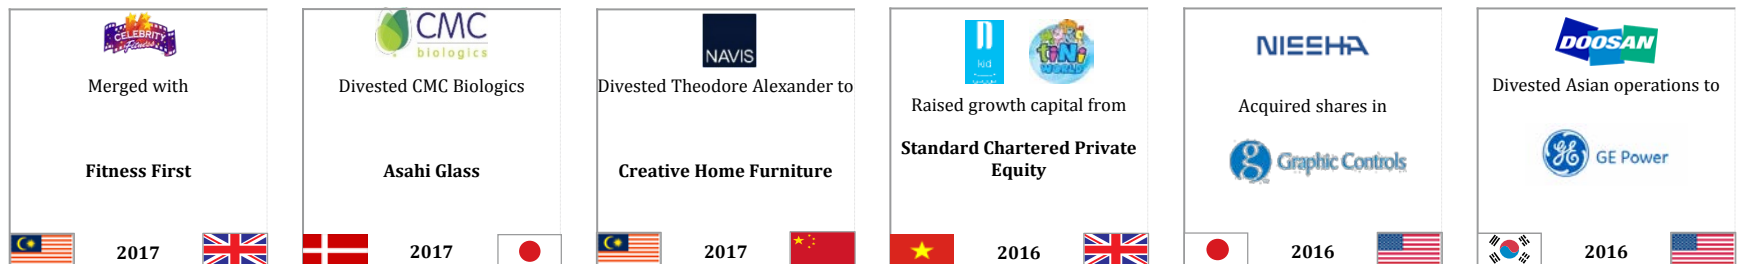 CELEBRITY
Fitness
Merged with
Fitness First
2017
CMC
biologics
Divested CMC Biologics
Asahi Glass
2017
NAVIS
Divested Theodore Alexander to
Creative Home Furniture
2017
n
kid
tiNi
WORLD
Raised growth capital from
Standard Chartered Private
Equity
2016
NISSHA
Acquired shares in
g Graphic Controls
2016
DOOSAN
Divested Asian operations to
GE GE Power
2016